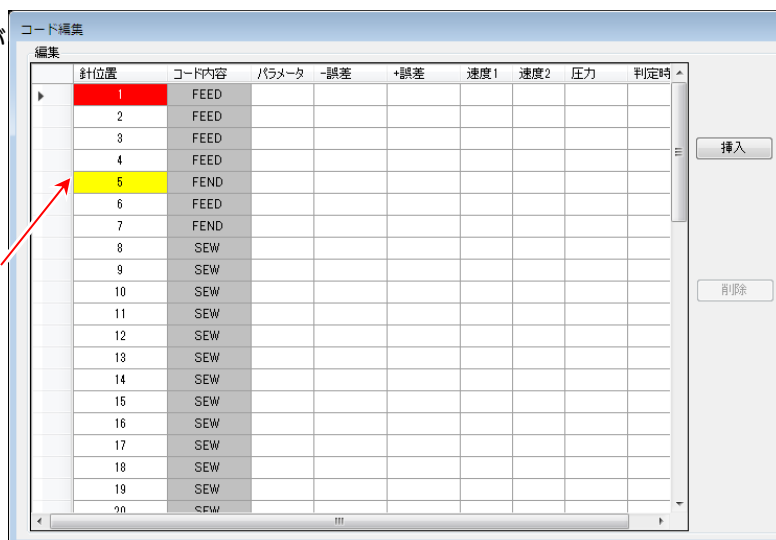 が
コード編集
編集
針位置 コード内容 パラメータ -誤差 +誤差 速度1 速度2 圧力 判定時
1 FEED
2 FEED
3 FEED
4 FEED
5 FEND
6 FEED
7 FEND
8 SEW
9 SEW
10 SEW
11 SEW
12 SEW
13 SEW
14 SEW
15 SEW
16 SEW
17 SEW
18 SEW
19 SEW
20 SEW
挿入
削除